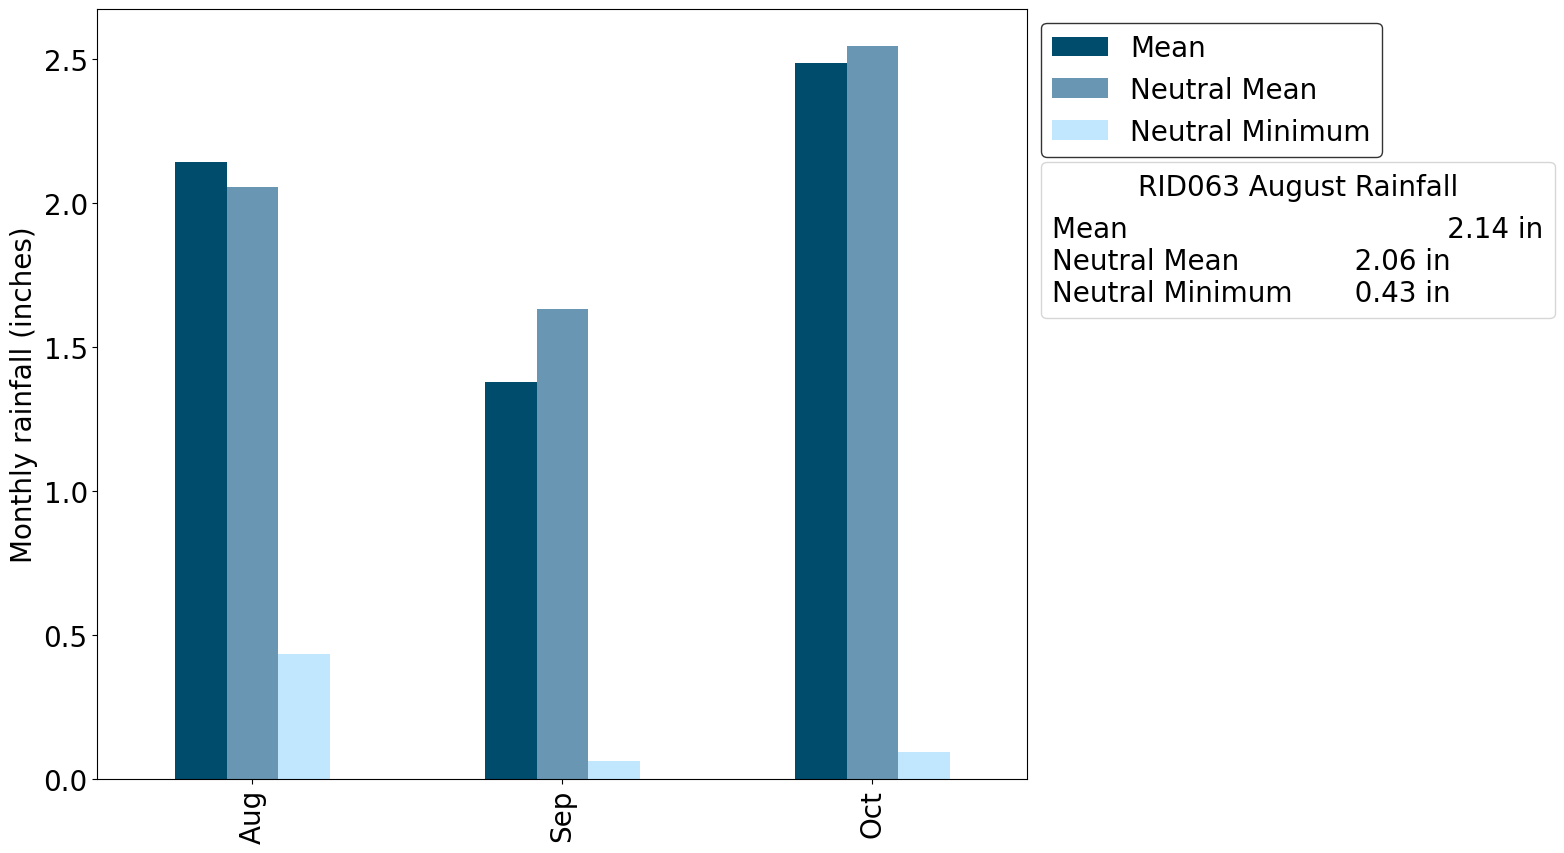 Monthly rainfall (inches)
2.5
2.0
1.5
1.0
0.5
0.0
Aug
Sep
Oct
Mean
Neutral Mean
Neutral Minimum
RID063 August Rainfall
Mean 2.14 in
Neutral Mean 2.06 in
Neutral Minimum 0.43 in